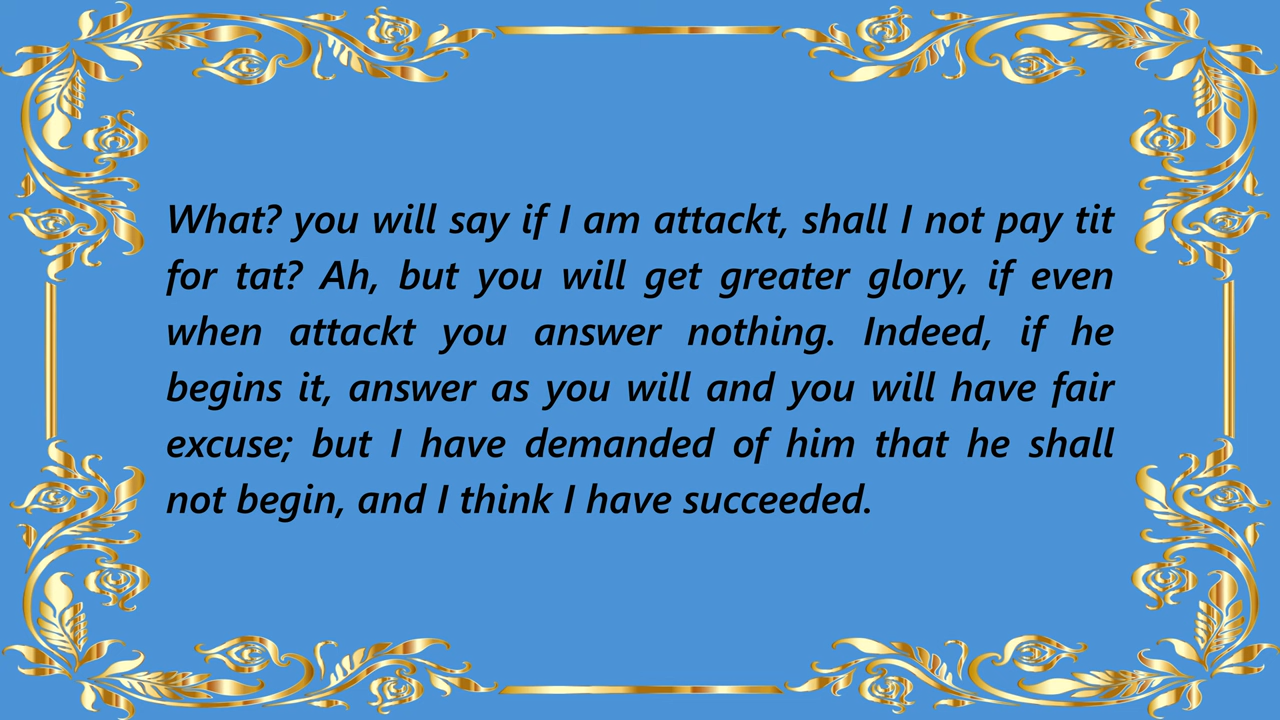 What? you will say if I am attackt, shall I not pay tit
for tat? Ah, but you will get greater glory, if even
when attackt you answer nothing. Indeed, if he
begins it, answer as you will and you will have fair
excuse; but I have demanded of him that he shall
not begin, and I think I have succeeded.